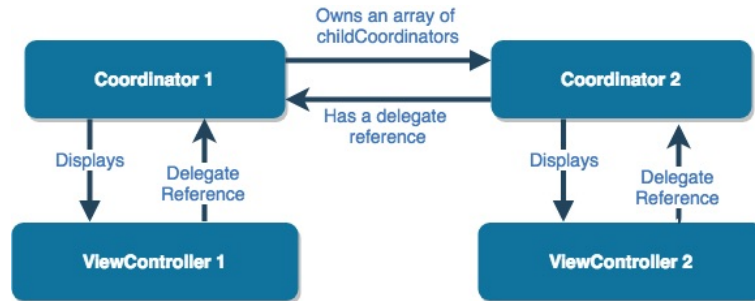 Owns an array of
childCoordinators
Coordinator 1
Coordinator 2
Has a delegate
reference
Displays
Delegate
Reference
Displays
Delegate
Reference
ViewController 1
ViewController 2